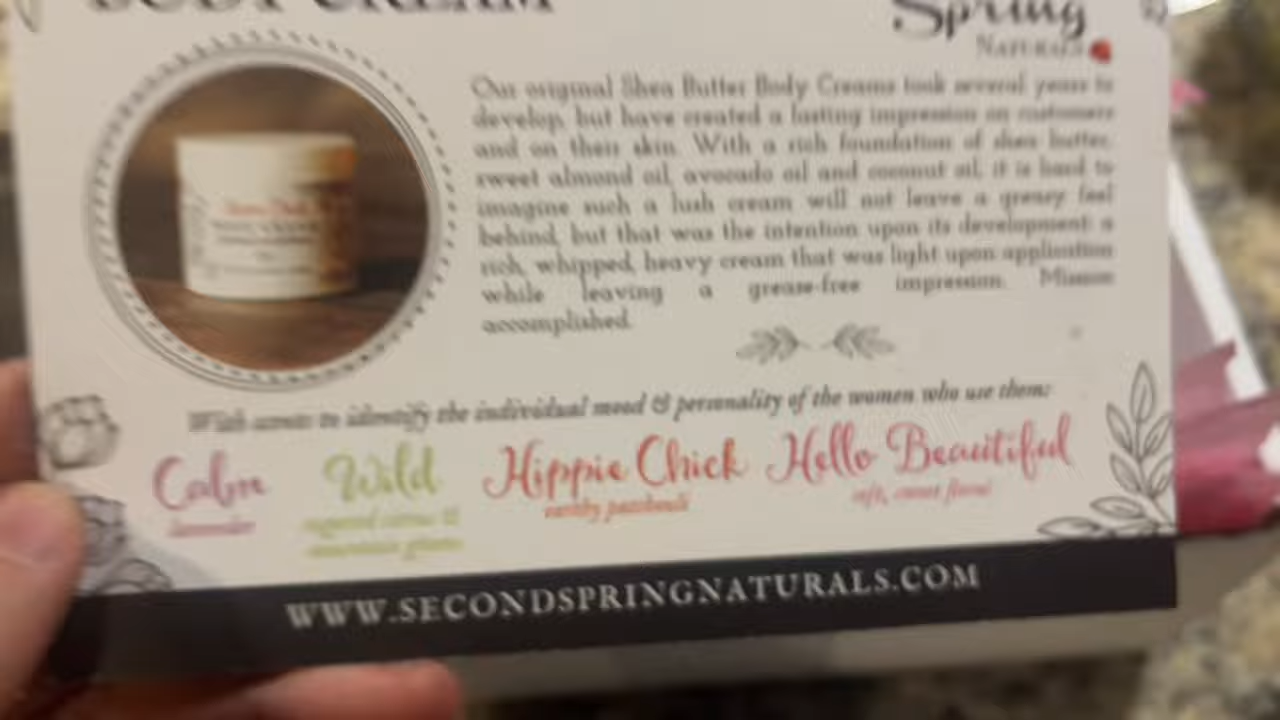 BODY CREAM
Spring
NATURALS
Our original Shea Butter Body Creams took several years to
develop, but have created a lasting impression on customers
and on their skin. With a rich foundation of shea butter,
sweet almond oil, avocado oil and coconut oil, it is hard to
imagine such a lush cream will not leave a greasy feel
behind, but that was the intention upon its development: a
rich, whipped, heavy cream that was light upon application
while leaving a grease-free impression. Mission
accomplished.
With scents to identify the individual mood & personality of the women who use them:
Calm Wild Hippie Chick Hello Beautiful
lavender earthy patchouli soft, sweet floral
WWW.SECONDSPRINGNATURALS.COM